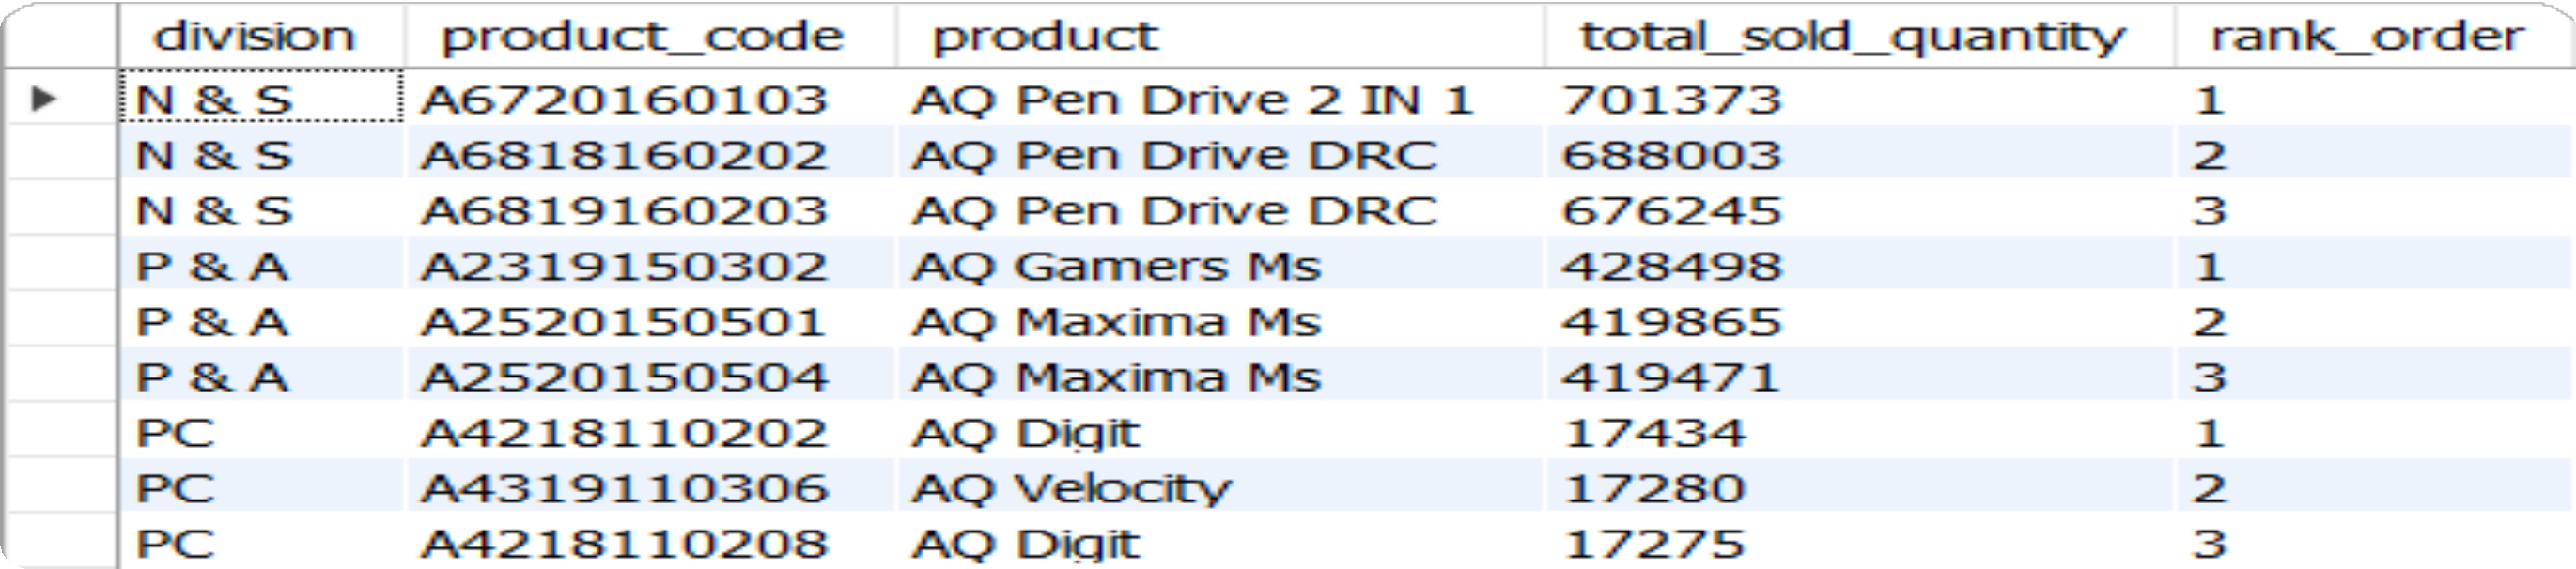 division product_code product total_sold_quantity rank_order
N & S A6720160103 AQ Pen Drive 2 IN 1 701373 1
N & S A6818160202 AQ Pen Drive DRC 688003 2
N & S A6819160203 AQ Pen Drive DRC 676245 3
P & A A2319150302 AQ Gamers Ms 428498 1
P & A A2520150501 AQ Maxima Ms 419865 2
P & A A2520150504 AQ Maxima Ms 419471 3
PC A4218110202 AQ Digit 17434 1
PC A4319110306 AQ Velocity 17280 2
PC A4218110208 AQ Digit 17275 3